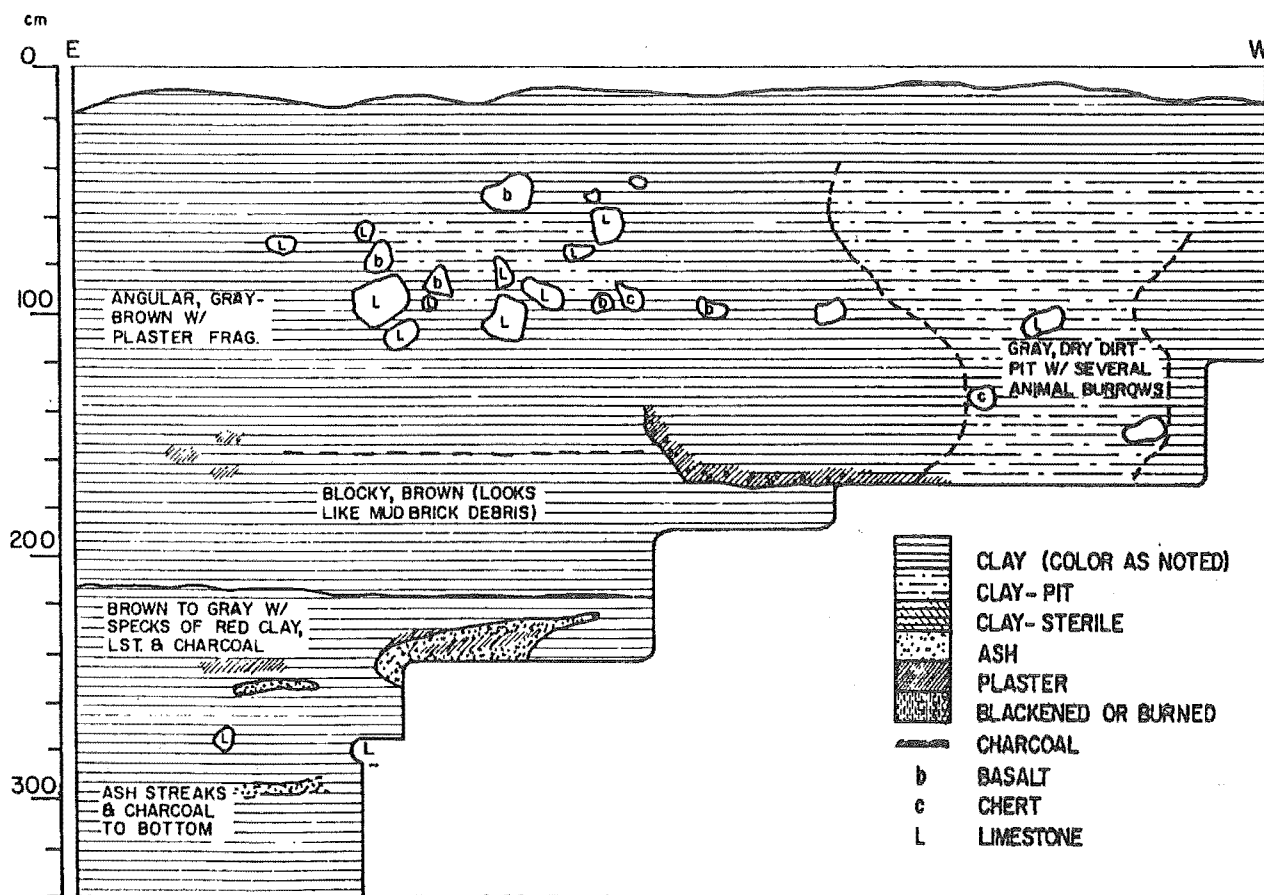 cm
0 E W
b
L
L
L
b
L
L
b
L
b
L
b
c
b
L
L
L
100
ANGULAR, GRAY-
BROWN W/
PLASTER FRAG.
GRAY, DRY DIRT-
PIT W/ SEVERAL
ANIMAL BURROWS
c
BLOCKY, BROWN (LOOKS
LIKE MUD BRICK DEBRIS)
200
BROWN TO GRAY W/
SPECKS OF RED CLAY,
LST. & CHARCOAL
L
L
300
ASH STREAKS
& CHARCOAL
TO BOTTOM
CLAY (COLOR AS NOTED)
CLAY-PIT
CLAY-STERILE
ASH
PLASTER
BLACKENED OR BURNED
CHARCOAL
b BASALT
c CHERT
L LIMESTONE